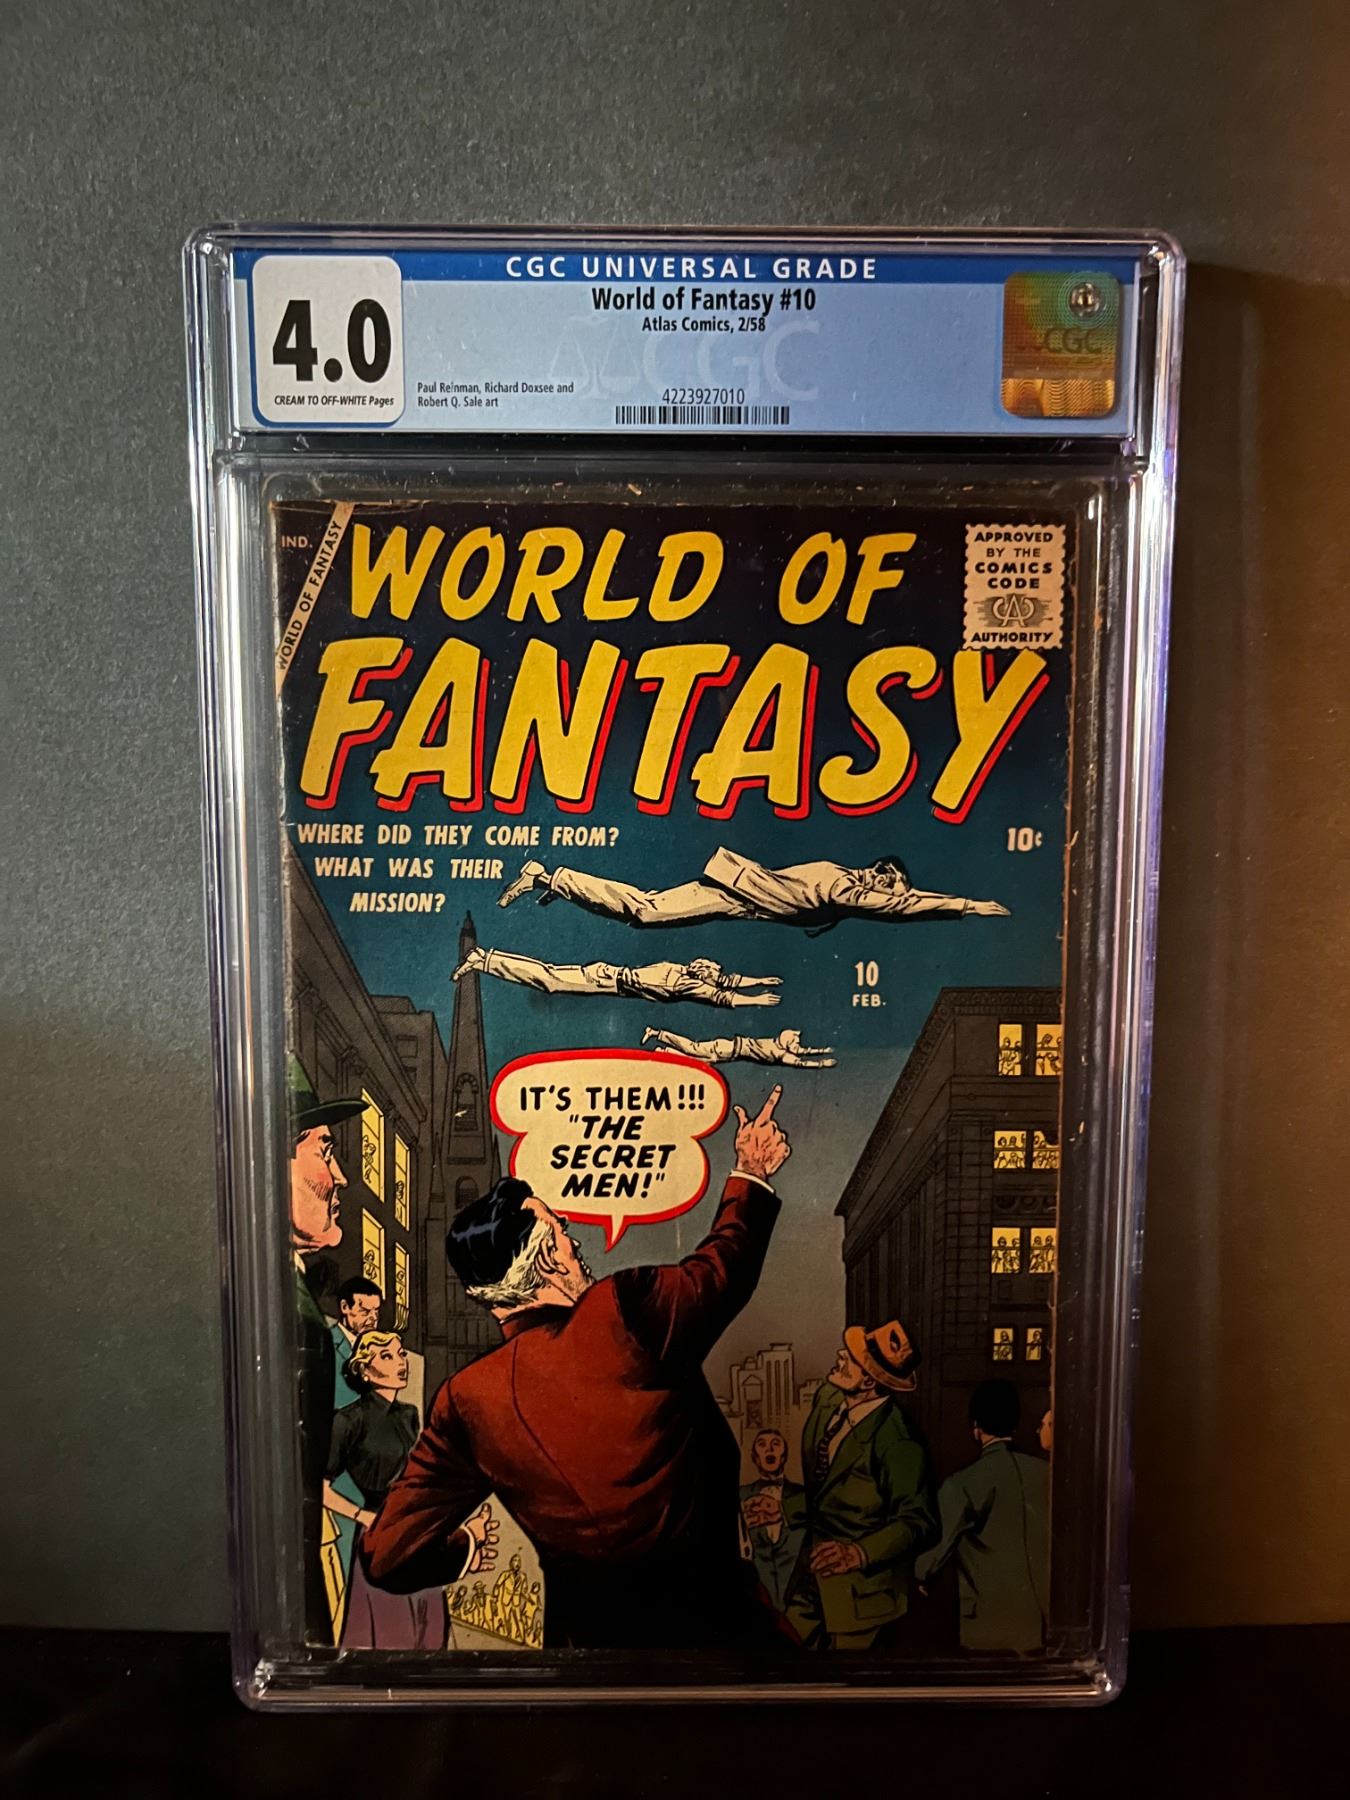 CGC UNIVERSAL GRADE
4.0
CREAM TO OFF-WHITE Pages
World of Fantasy #10
Atlas Comics, 2/58
Paul Reinman, Richard Doxsee and
Robert Q. Sale art
4223927010
CGC
CGC
IND.
WORLD OF FANTASY
WORLD OF
FANTASY
APPROVED
BY THE
COMICS
CODE
CA
AUTHORITY
WHERE DID THEY COME FROM?
WHAT WAS THEIR
MISSION?
10¢
10
FEB.
IT'S THEM!!!
"THE
SECRET
MEN!"